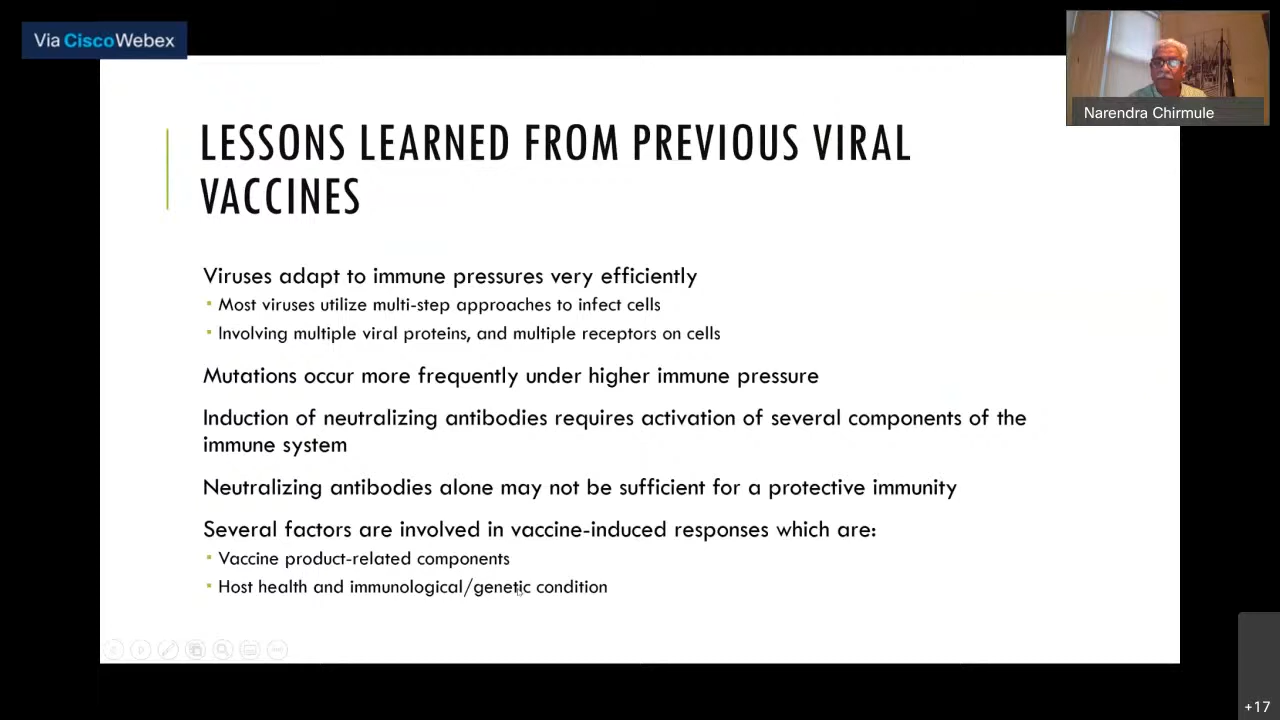 Via CiscoWebex
Narendra Chirmule
LESSONS LEARNED FROM PREVIOUS VIRAL
VACCINES
Viruses adapt to immune pressures very efficiently
▪ Most viruses utilize multi-step approaches to infect cells
▪ Involving multiple viral proteins, and multiple receptors on cells
Mutations occur more frequently under higher immune pressure
Induction of neutralizing antibodies requires activation of several components of the
immune system
Neutralizing antibodies alone may not be sufficient for a protective immunity
Several factors are involved in vaccine-induced responses which are:
▪ Vaccine product-related components
▪ Host health and immunological/genetic condition
+17